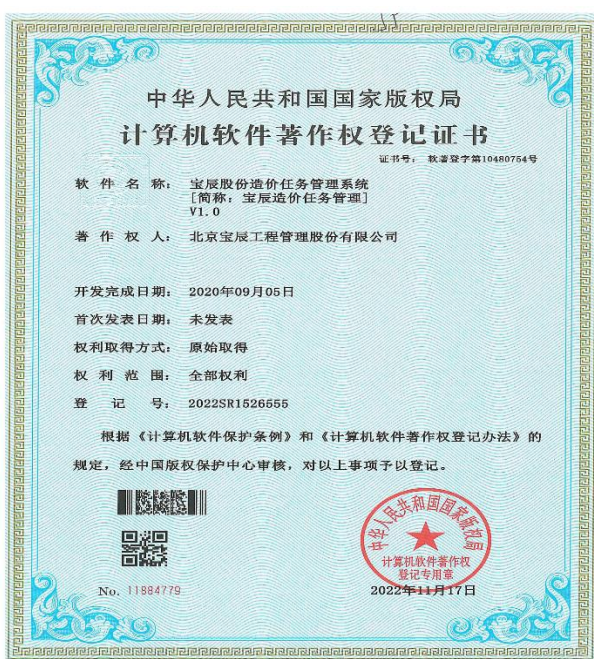 中华人民共和国国家版权局
计算机软件著作权登记证书
证书号： 软著登字第10480754号
软件名称： 宝辰股份造价任务管理系统
[简称：宝辰造价任务管理]
V1.0
著作权人： 北京宝辰工程管理股份有限公司
开发完成日期： 2020年09月05日
首次发表日期： 未发表
权利取得方式： 原始取得
权利范围： 全部权利
登记号： 2022SR1526555
根据《计算机软件保护条例》和《计算机软件著作权登记办法》的
规定，经中国版权保护中心审核，对以上事项予以登记。
中华人民共和国国家版权局
计算机软件著作权
登记专用章
No. 11884779
2022年11月17日